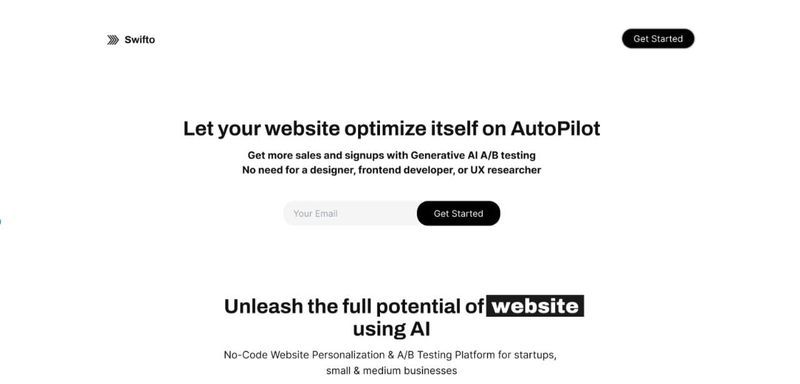 Swifto
Get Started
Let your website optimize itself on AutoPilot
Get more sales and signups with Generative AI A/B testing
No need for a designer, frontend developer, or UX researcher
Your Email
Get Started
Unleash the full potential of website
using AI
No-Code Website Personalization & A/B Testing Platform for startups,
small & medium businesses